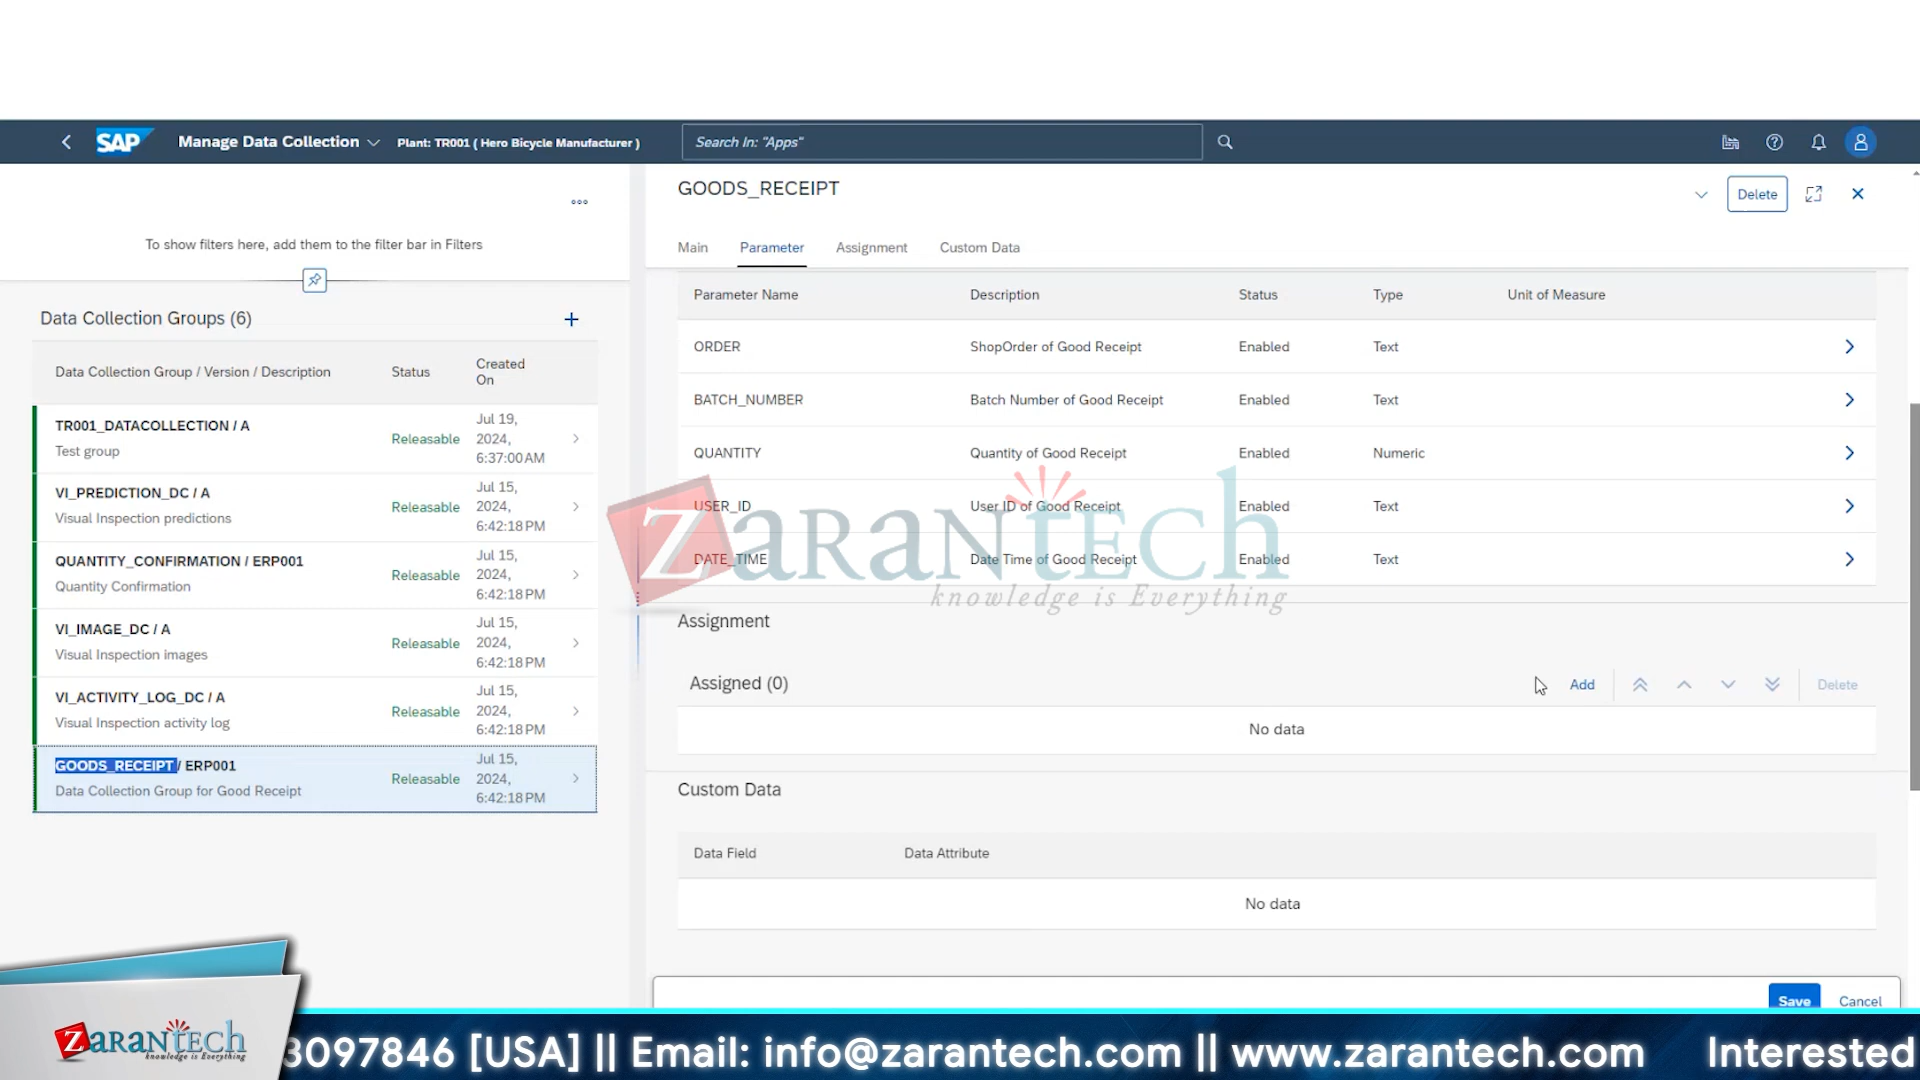 SAP
Manage Data Collection
Plant: TR001 ( Hero Bicycle Manufacturer )
Search In: "Apps"
To show filters here, add them to the filter bar in Filters
Data Collection Groups (6)
Data Collection Group / Version / Description
Status
Created
On
TR001_DATACOLLECTION / A
Test group
Releasable
Jul 19,
2024,
6:37:00 AM
VI_PREDICTION_DC / A
Visual Inspection predictions
Releasable
Jul 15,
2024,
6:42:18 PM
QUANTITY_CONFIRMATION / ERP001
Quantity Confirmation
Releasable
Jul 15,
2024,
6:42:18 PM
VI_IMAGE_DC / A
Visual Inspection images
Releasable
Jul 15,
2024,
6:42:18 PM
VI_ACTIVITY_LOG_DC / A
Visual Inspection activity log
Releasable
Jul 15,
2024,
6:42:18 PM
GOODS_RECEIPT / ERP001
Data Collection Group for Good Receipt
Releasable
Jul 15,
2024,
6:42:18 PM
GOODS_RECEIPT
Delete
Main Parameter Assignment Custom Data
Parameter Name Description Status Type Unit of Measure
ORDER ShopOrder of Good Receipt Enabled Text
BATCH_NUMBER Batch Number of Good Receipt Enabled Text
QUANTITY Quantity of Good Receipt Enabled Numeric
USER_ID User ID of Good Receipt Enabled Text
DATE_TIME Date Time of Good Receipt Enabled Text
ZaranTech
knowledge is Everything
Assignment
Assigned (0)
Add
Delete
No data
Custom Data
Data Field Data Attribute
No data
Save Cancel
ZaranTech
knowledge is Everything
3097846 [USA] || Email: info@zarantech.com || www.zarantech.com Interested